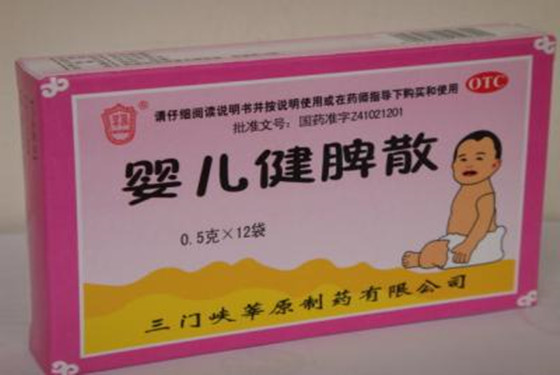 请仔细阅读说明书并按说明使用或在药师指导下购买和使用
OTC
批准文号：国药准字Z41021201
婴儿健脾散
0.5克×12袋
三门峡莘原制药有限公司